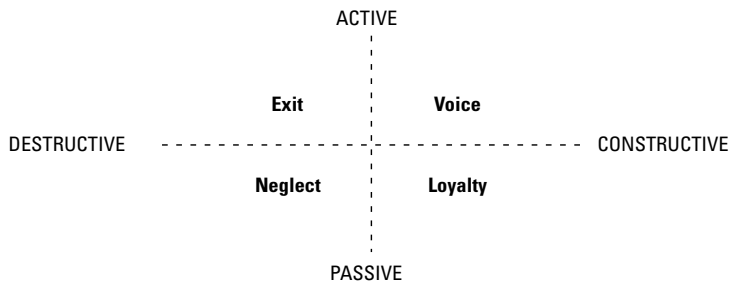 ACTIVE
Exit Voice
DESTRUCTIVE CONSTRUCTIVE
Neglect Loyalty
PASSIVE